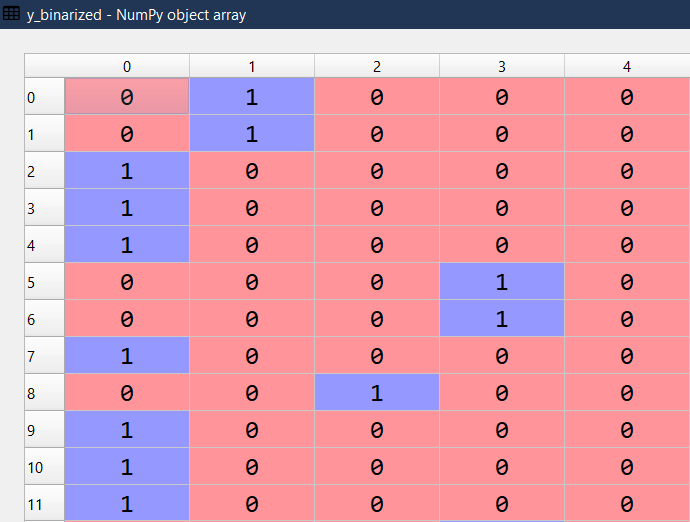 y_binarized - NumPy object array
0 1 2 3 4
0 0 1 0 0 0
1 0 1 0 0 0
2 1 0 0 0 0
3 1 0 0 0 0
4 1 0 0 0 0
5 0 0 0 1 0
6 0 0 0 1 0
7 1 0 0 0 0
8 0 0 1 0 0
9 1 0 0 0 0
10 1 0 0 0 0
11 1 0 0 0 0